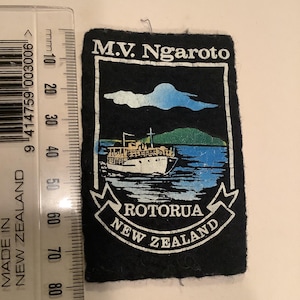 M.V. Ngaroto
ROTORUA
NEW ZEALAND
MADE IN
NEW ZEALAND
9 414759 003006 >
mm 10 20 30 40 50 60 70 80